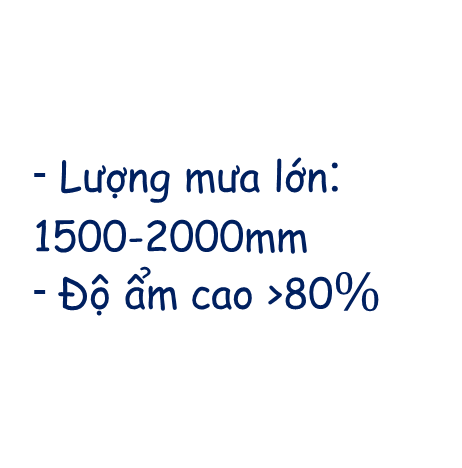 - Lượng mưa lớn:
1500-2000mm
- Độ ẩm cao >80%